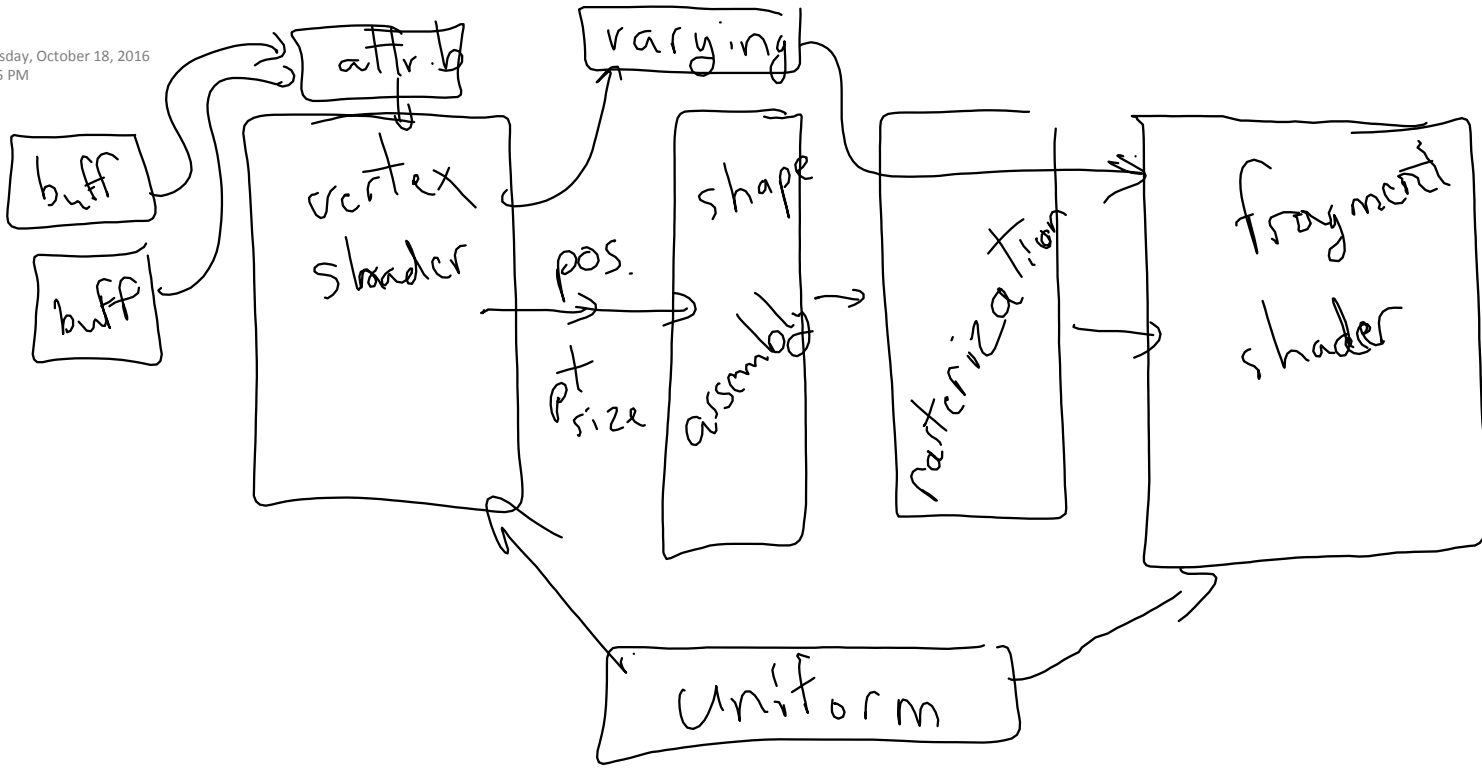 sday, October 18, 2016
5 PM
attrib
varying
buff
buff
vertex
shader
pos.
pt
size
shape
assembly
rasterization
fragment
shader
uniform